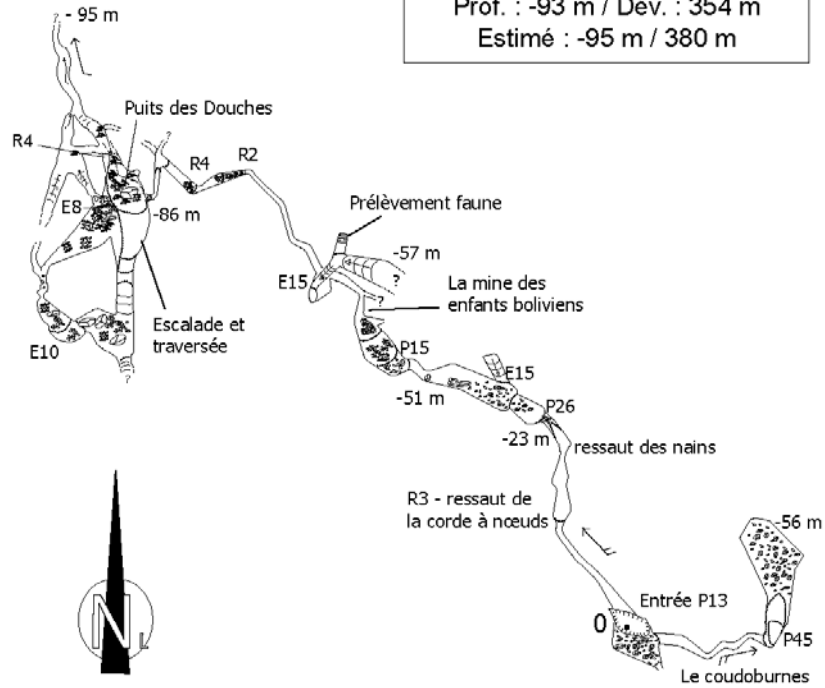 Prof. : -93 m / Dév. : 354 m
Estimé : -95 m / 380 m
?
- 95 m
Puits des Douches
R4
?
R4
R2
E8
-86 m
Prélèvement faune
-57 m
?
E15
?
La mine des
enfants boliviens
Escalade et
traversée
E10
?
P15
-51 m
E15
P26
-23 m
ressaut des nains
R3 - ressaut de
la corde à nœuds
-56 m
Entrée P13
0
P45
Le coudoburnes
N
L